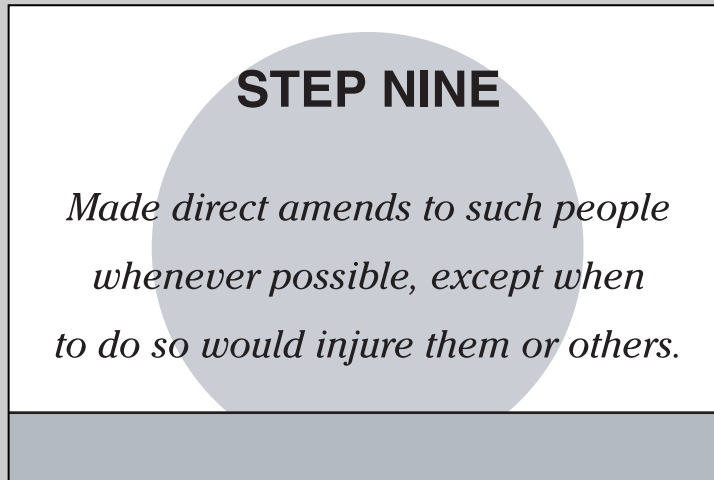 STEP NINE
Made direct amends to such people
whenever possible, except when
to do so would injure them or others.